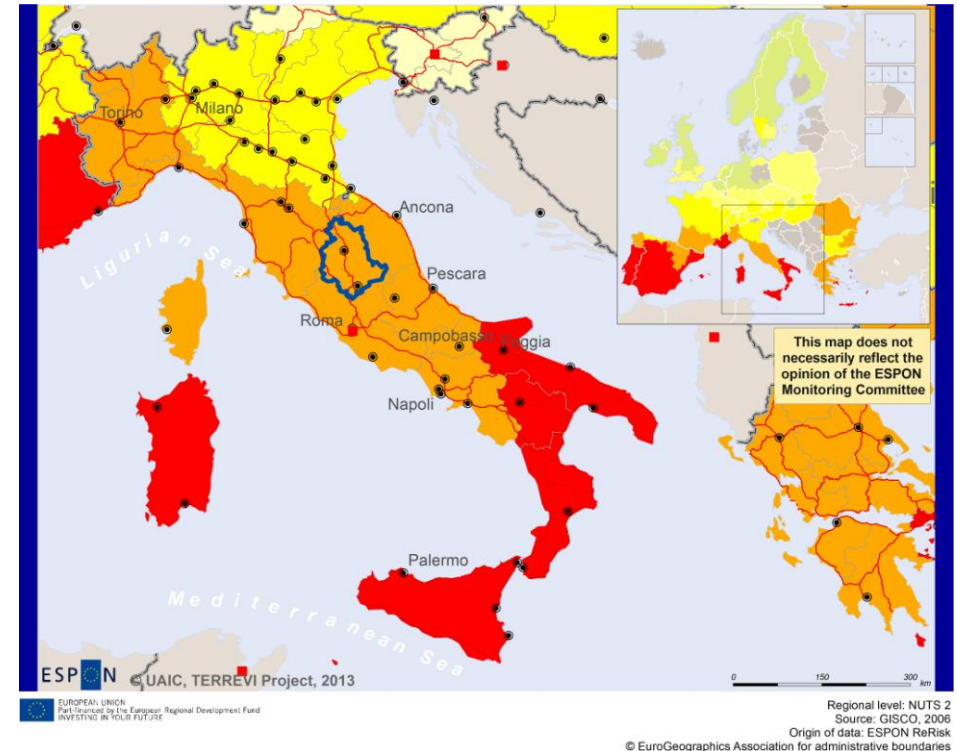 Torino
Milano
Ancona
Ligurian Sea
Pescara
Roma
Campobasso
Foggia
This map does not
necessarily reflect the
opinion of the ESPON
Monitoring Committee
Napoli
Palermo
Mediterranean Sea
ESPON
© UAIC, TERREVI Project, 2013
0 150 300
km
EUROPEAN UNION
Part-financed by the European Regional Development Fund
INVESTING IN YOUR FUTURE
Regional level: NUTS 2
Source: GISCO, 2006
Origin of data: ESPON ReRisk
© EuroGeographics Association for administrative boundaries